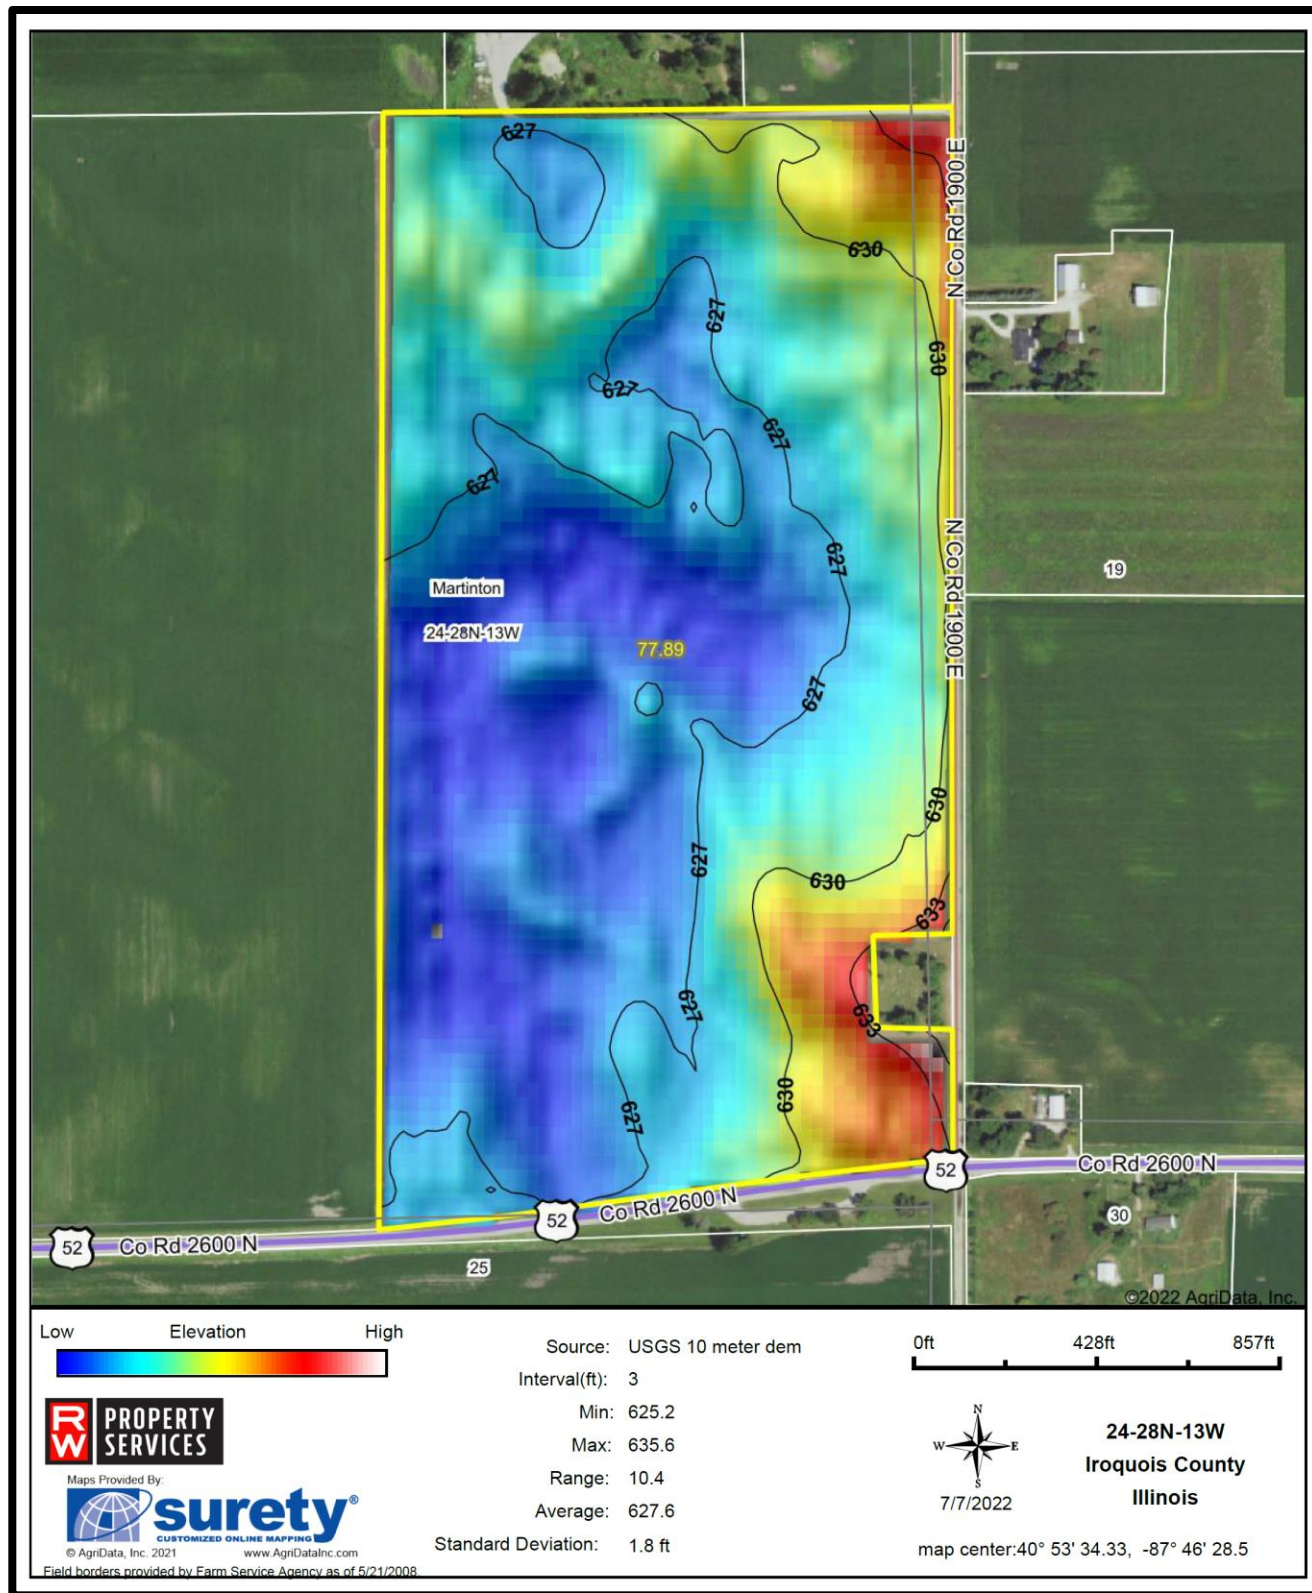 627
N Co Rd 1900 E
630
627
630
627
627
627
627
N Co Rd 1900 E
19
Martinton
24-28N-13W
77.89
627
630
627
630
633
627
633
630
627
52
Co Rd 2600 N
Co Rd 2600 N
30
52
52
Co Rd 2600 N
25
©2022 AgriData, Inc.
Low Elevation High
Source: USGS 10 meter dem
Interval(ft): 3
Min: 625.2
Max: 635.6
Range: 10.4
Average: 627.6
Standard Deviation: 1.8 ft
0ft 428ft 857ft
N
W E
S
7/7/2022
24-28N-13W
Iroquois County
Illinois
map center:40° 53' 34.33, -87° 46' 28.5
RW PROPERTY
SERVICES
Maps Provided By:
surety®
CUSTOMIZED ONLINE MAPPING
© AgriData, Inc. 2021 www.AgriDataInc.com
Field borders provided by Farm Service Agency as of 5/21/2008.